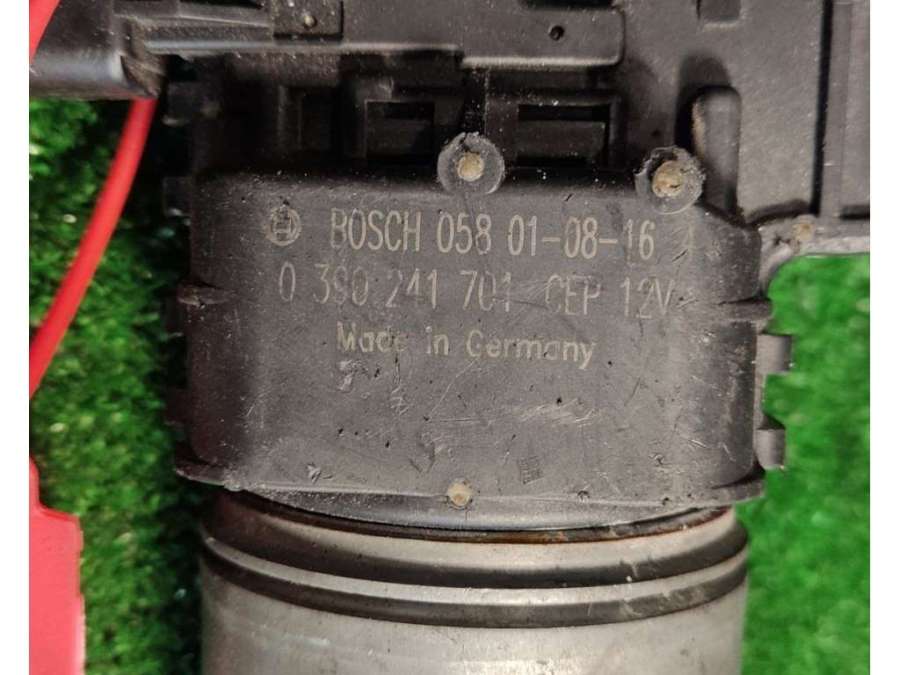 BOSCH 058 01-08-16
0 390 241 701 CEP 12V
Made in Germany